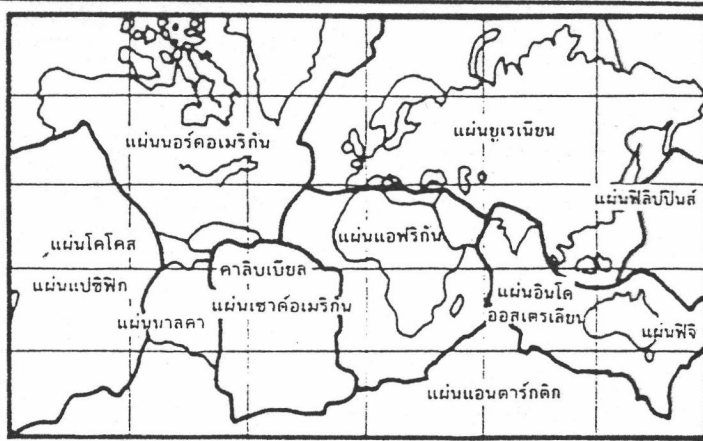 แผ่นนอร์คอเมริกัน
แผ่นยูเรเนียน
แผ่นฟิลิปปินส์
แผ่นโคโคส
แผ่นแอฟริกัน
คาลิบเบียล
แผ่นแปซิฟิก
แผ่นอินโด
ออสเตรเลียน
แผ่นเซาค์อเมริกัน
แผ่นนาลคา
แผ่นฟิจิ
แผ่นแอนตาร์กติก